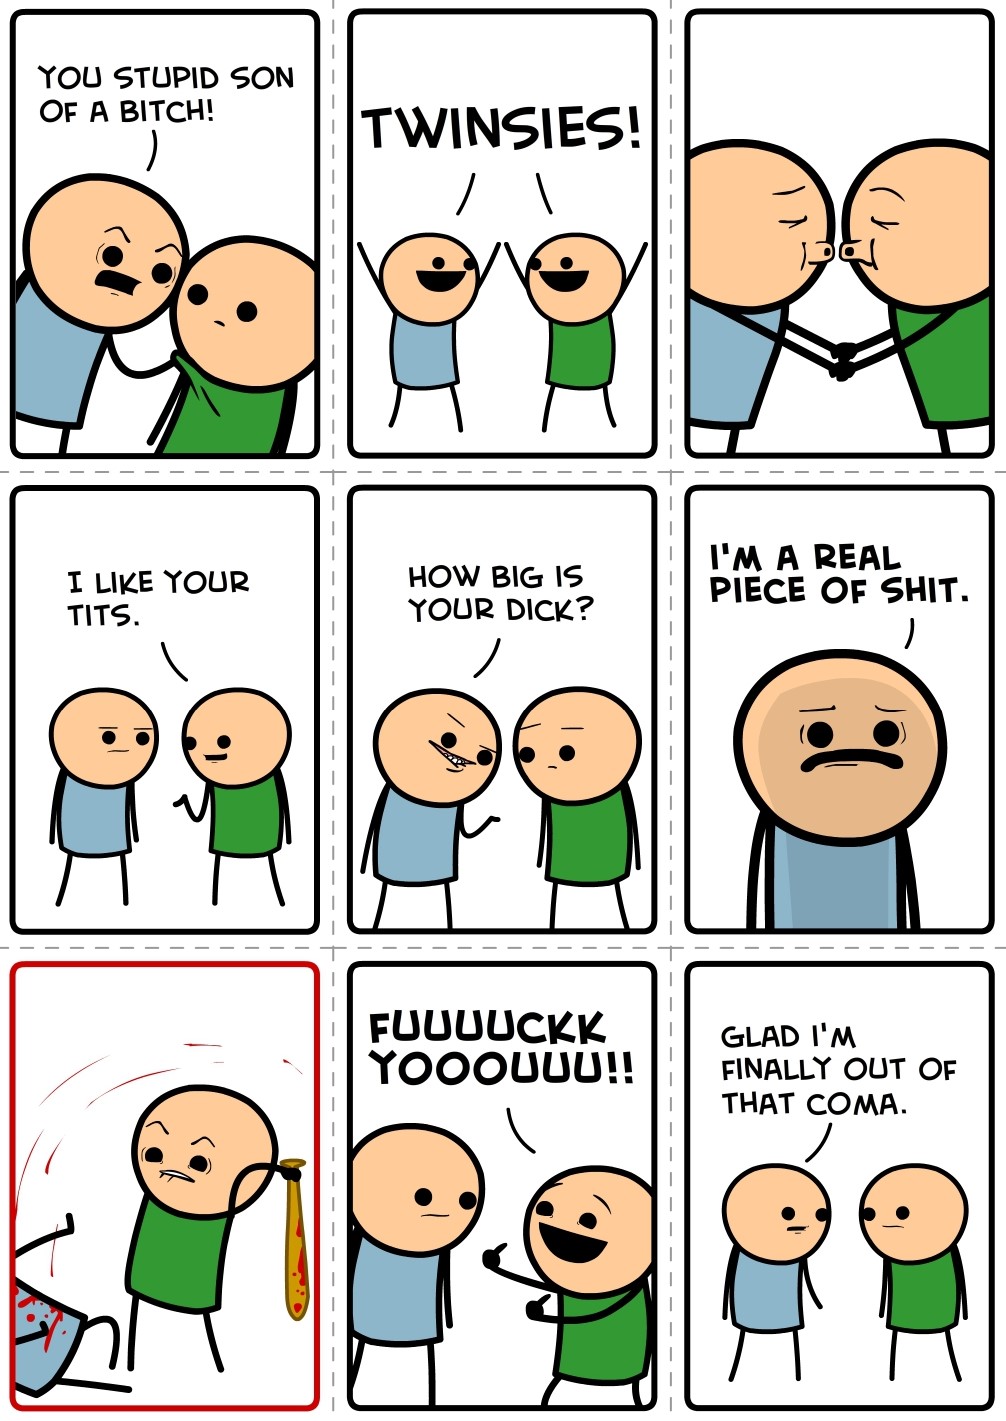 YOU STUPID SON
OF A BITCH!
TWINSIES!
I LIKE YOUR
TITS.
HOW BIG IS
YOUR DICK?
I'M A REAL
PIECE OF SHIT.
FUUUUCKK
YOOOUUU!!
GLAD I'M
FINALLY OUT OF
THAT COMA.